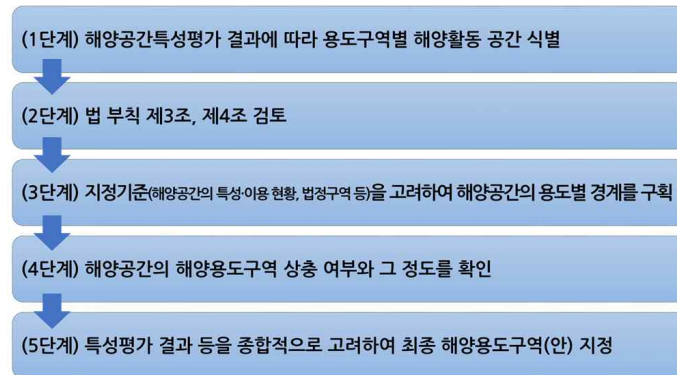 (1단계) 해양공간특성평가 결과에 따라 용도구역별 해양활동 공간 식별
(2단계) 법 부칙 제3조, 제4조 검토
(3단계) 지정기준(해양공간의 특성·이용 현황, 법정구역 등)을 고려하여 해양공간의 용도별 경계를 구획
(4단계) 해양공간의 해양용도구역 상충 여부와 그 정도를 확인
(5단계) 특성평가 결과 등을 종합적으로 고려하여 최종 해양용도구역(안) 지정